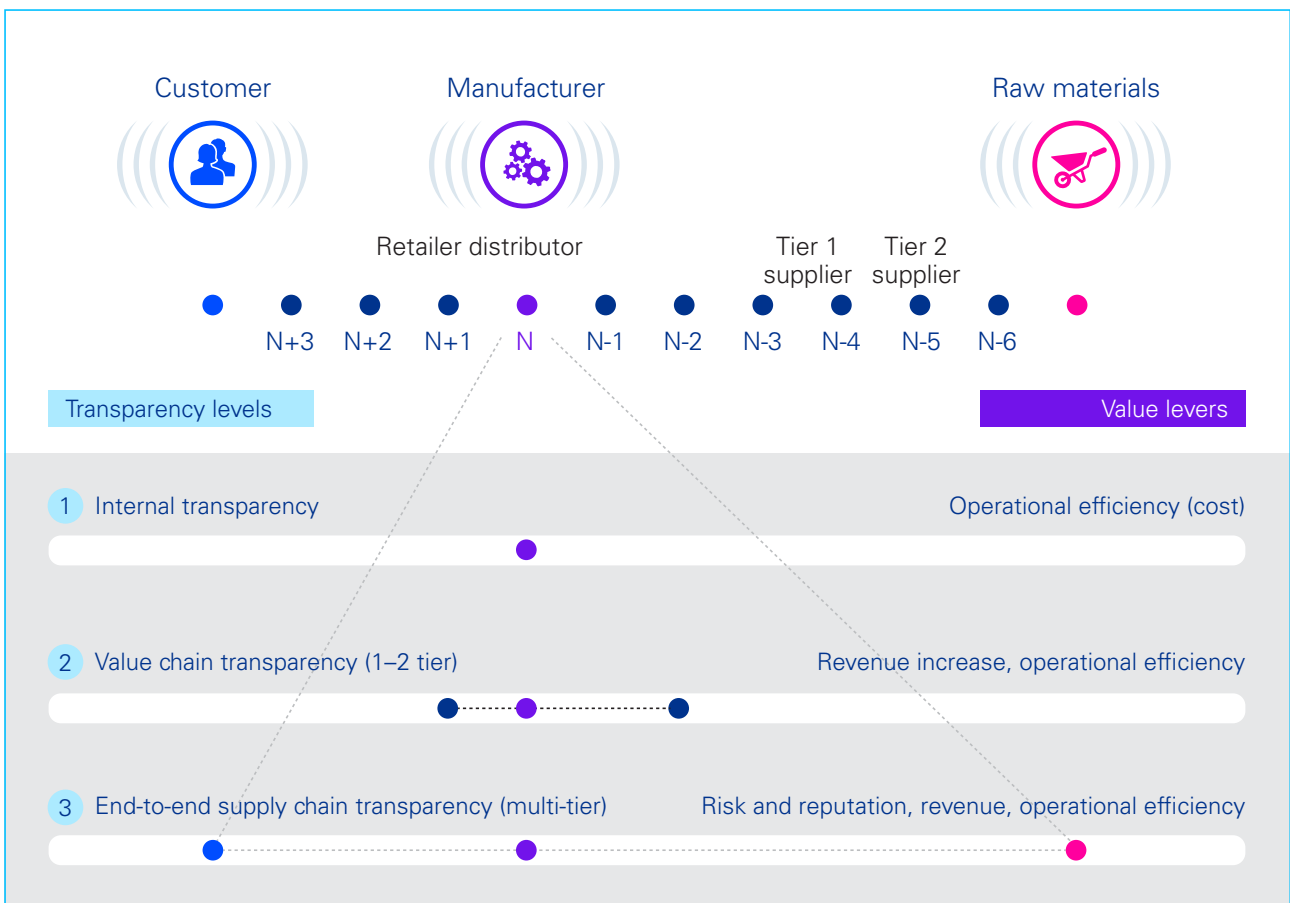 Customer Manufacturer Raw materials
Retailer distributor Tier 1 Tier 2
supplier supplier
N+3 N+2 N+1 N N-1 N-2 N-3 N-4 N-5 N-6
Transparency levels Value levers
1 Internal transparency Operational efficiency (cost)
2 Value chain transparency (1–2 tier) Revenue increase, operational efficiency
3 End-to-end supply chain transparency (multi-tier) Risk and reputation, revenue, operational efficiency